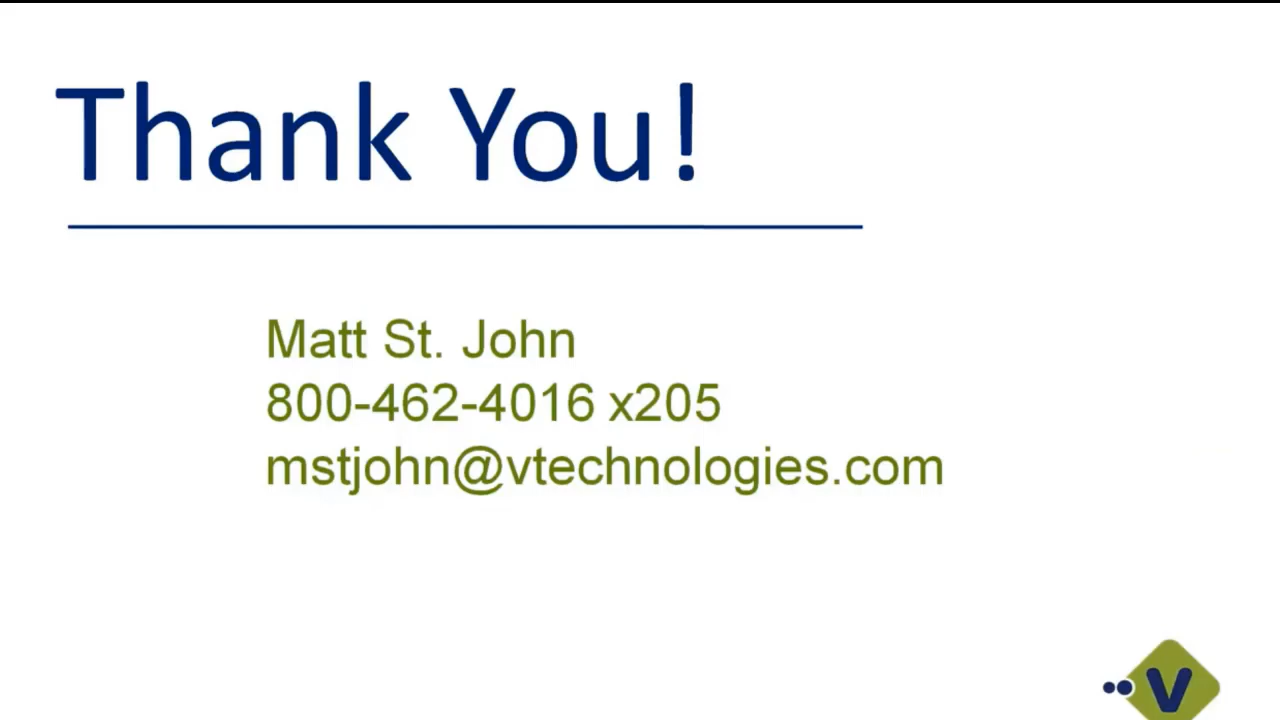 Thank You!
Matt St. John
800-462-4016 x205
mstjohn@vtechnologies.com
V